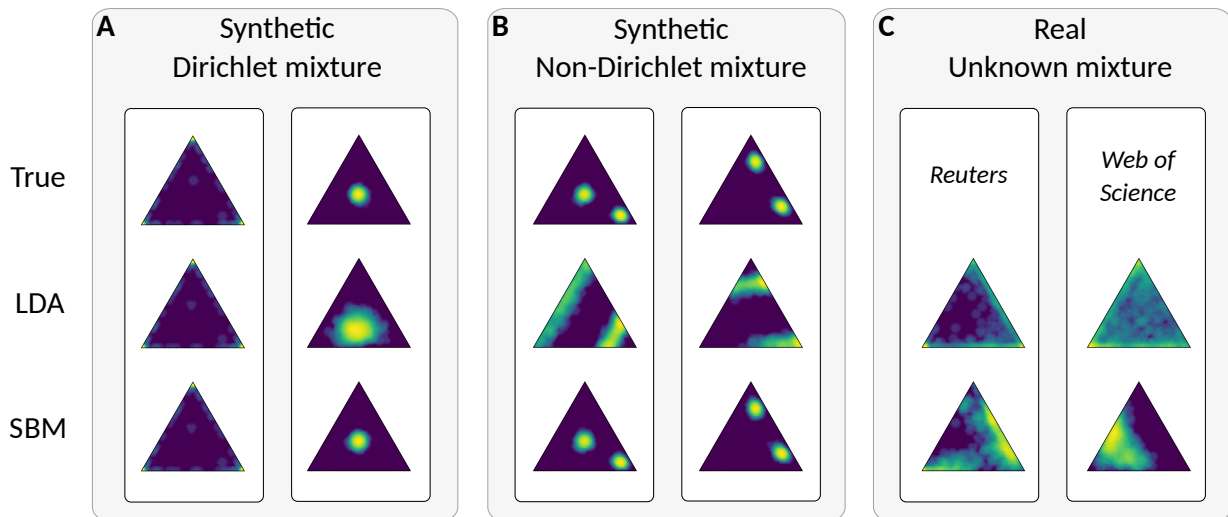 A
Synthetic
Dirichlet mixture
B
Synthetic
Non-Dirichlet mixture
C
Real
Unknown mixture
True
Reuters
Web of
Science
LDA
SBM